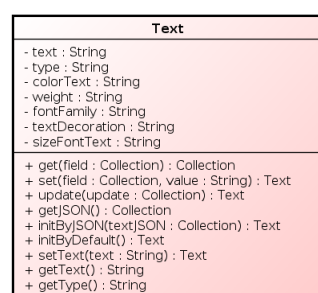 Text
- text : String
- type : String
- colorText : String
- weight : String
- fontFamily : String
- textDecoration : String
- sizeFontText : String
+ get(field : Collection) : Collection
+ set(field : Collection, value : String) : Text
+ update(update : Collection) : Text
+ getJSON() : Collection
+ initByJSON(textJSON : Collection) : Text
+ initByDefault() : Text
+ setText(text : String) : Text
+ getText() : String
+ getType() : String